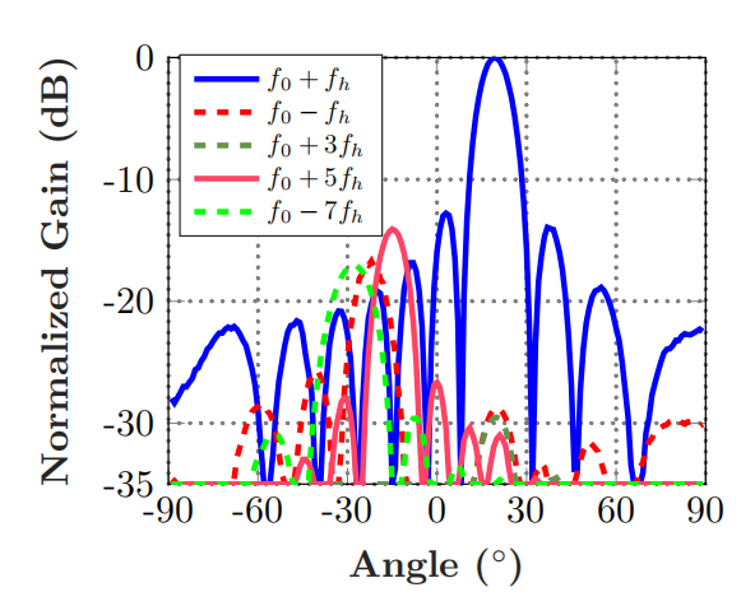 Normalized Gain (dB)
0
-10
-20
-30
-35
f₀ + fₕ
f₀ − fₕ
f₀ + 3fₕ
f₀ + 5fₕ
f₀ − 7fₕ
-90 -60 -30 0 30 60 90
Angle (°)